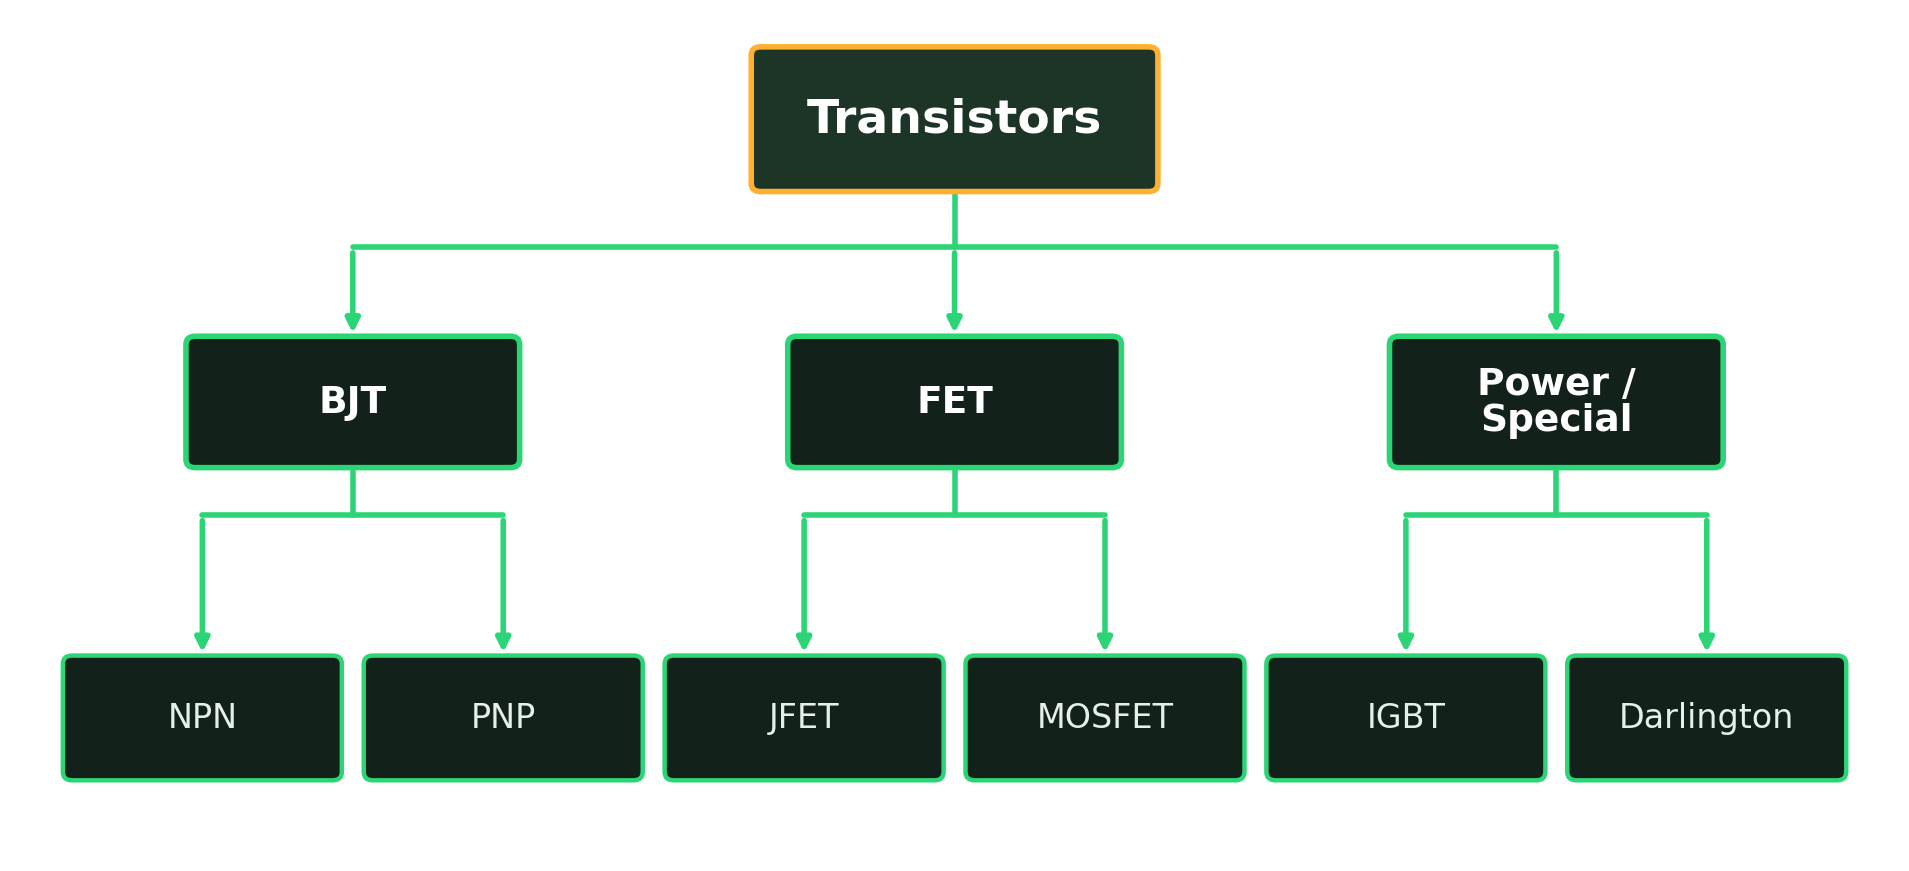 Transistors
BJT
FET
Power /
Special
NPN
PNP
JFET
MOSFET
IGBT
Darlington